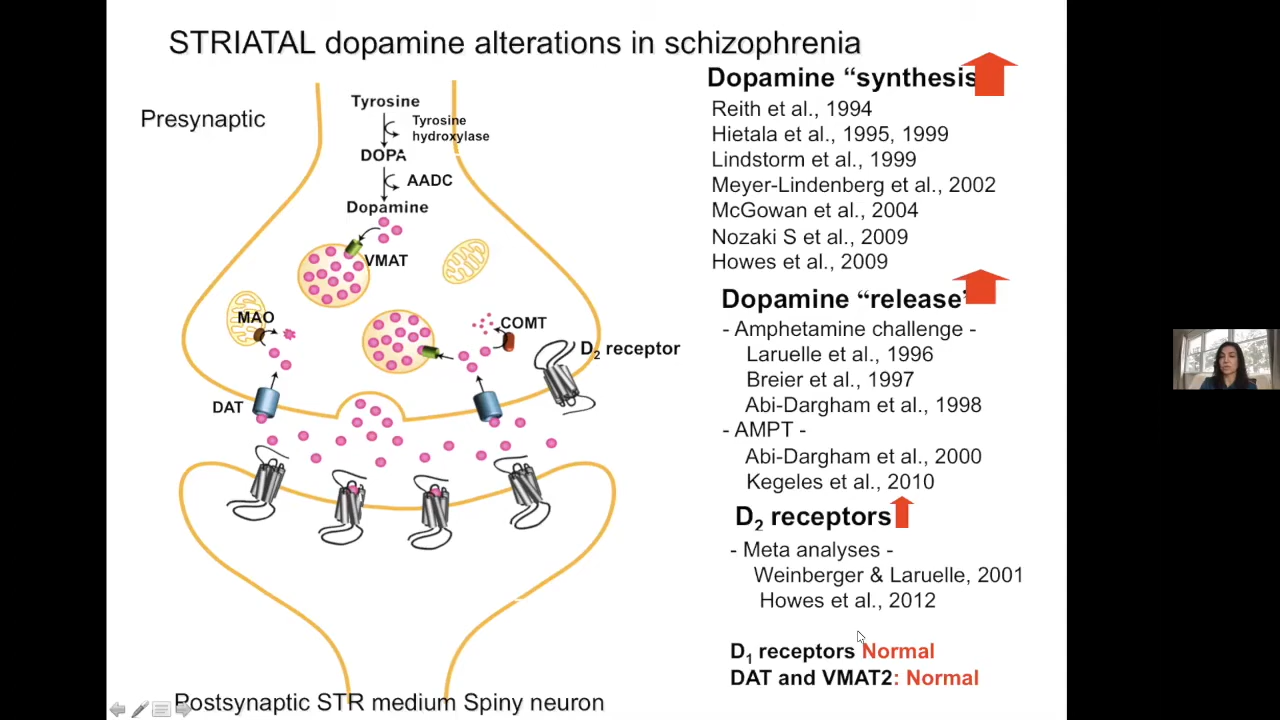 STRIATAL dopamine alterations in schizophrenia
Presynaptic
Tyrosine
Tyrosine
hydroxylase
DOPA
AADC
Dopamine
VMAT
MAO
COMT
D2 receptor
DAT
Postsynaptic STR medium Spiny neuron
Dopamine “synthesis
Reith et al., 1994
Hietala et al., 1995, 1999
Lindstorm et al., 1999
Meyer-Lindenberg et al., 2002
McGowan et al., 2004
Nozaki S et al., 2009
Howes et al., 2009
Dopamine “release”
- Amphetamine challenge -
Laruelle et al., 1996
Breier et al., 1997
Abi-Dargham et al., 1998
- AMPT -
Abi-Dargham et al., 2000
Kegeles et al., 2010
D2 receptors
- Meta analyses -
Weinberger & Laruelle, 2001
Howes et al., 2012
D1 receptors Normal
DAT and VMAT2: Normal